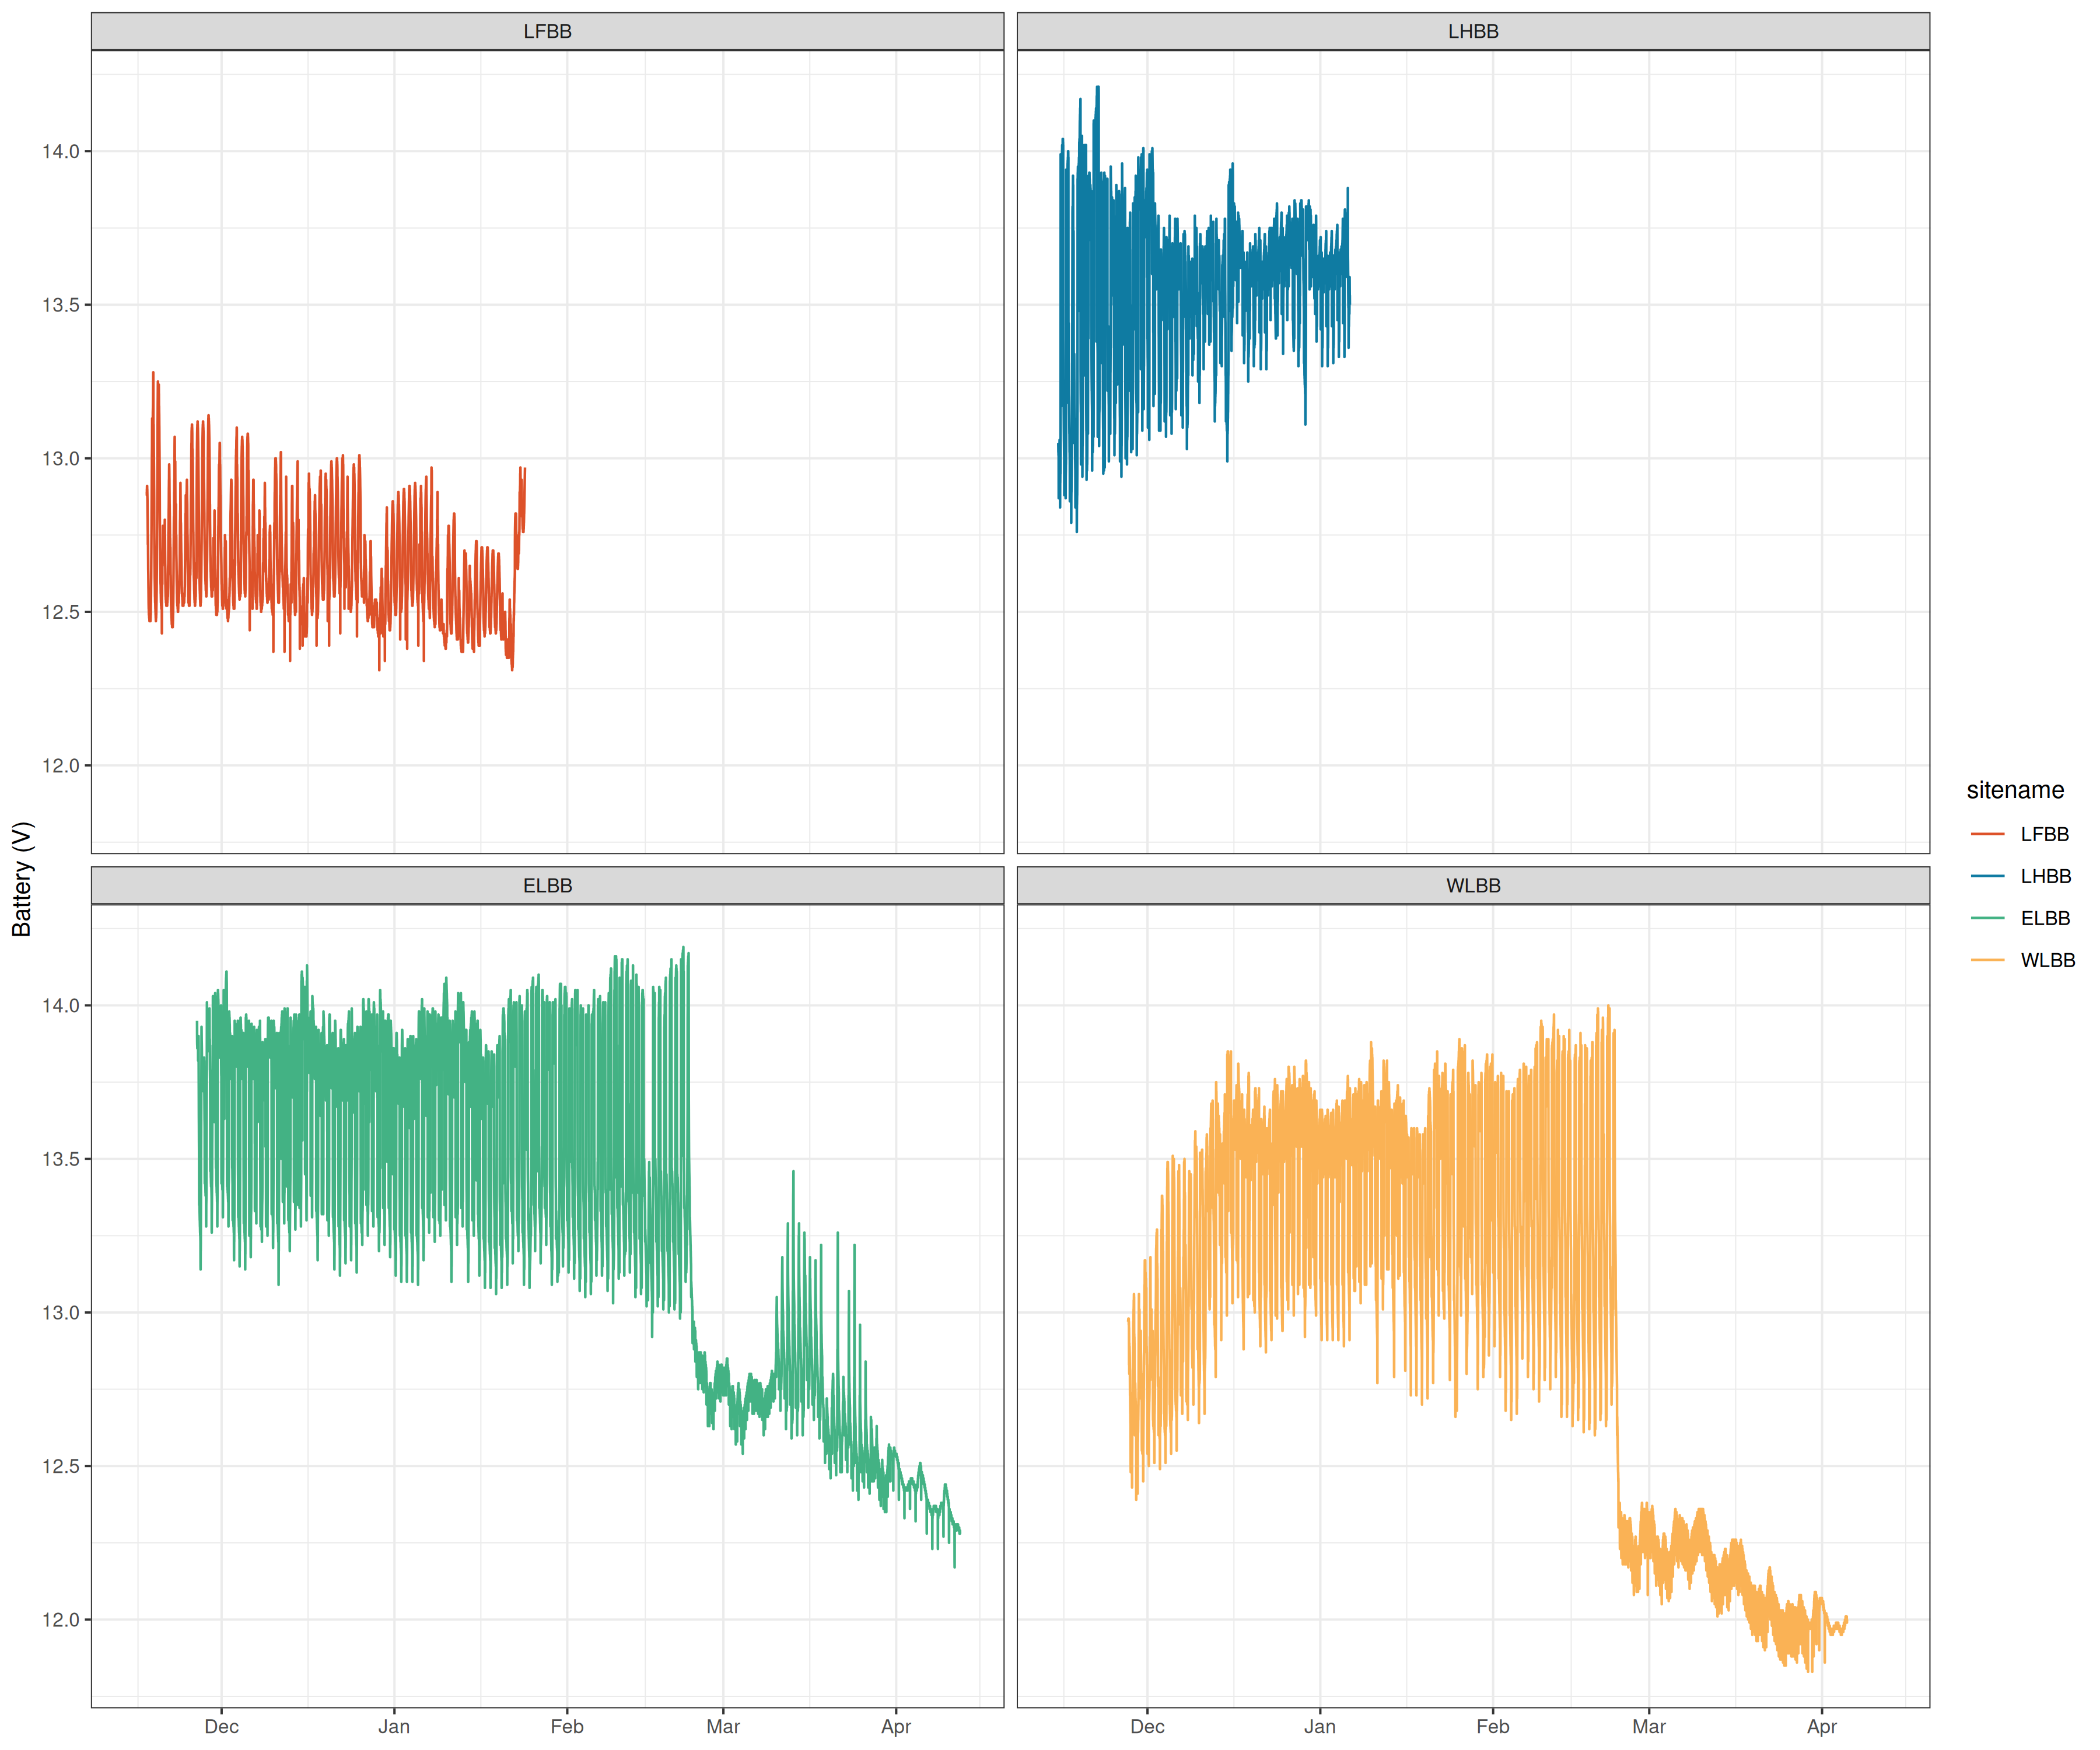 LFBB
LHBB
14.0
13.5
13.0
12.5
12.0
ELBB
WLBB
14.0
13.5
13.0
12.5
12.0
Dec Jan Feb Mar Apr
Dec Jan Feb Mar Apr
Battery (V)
sitename
LFBB
LHBB
ELBB
WLBB